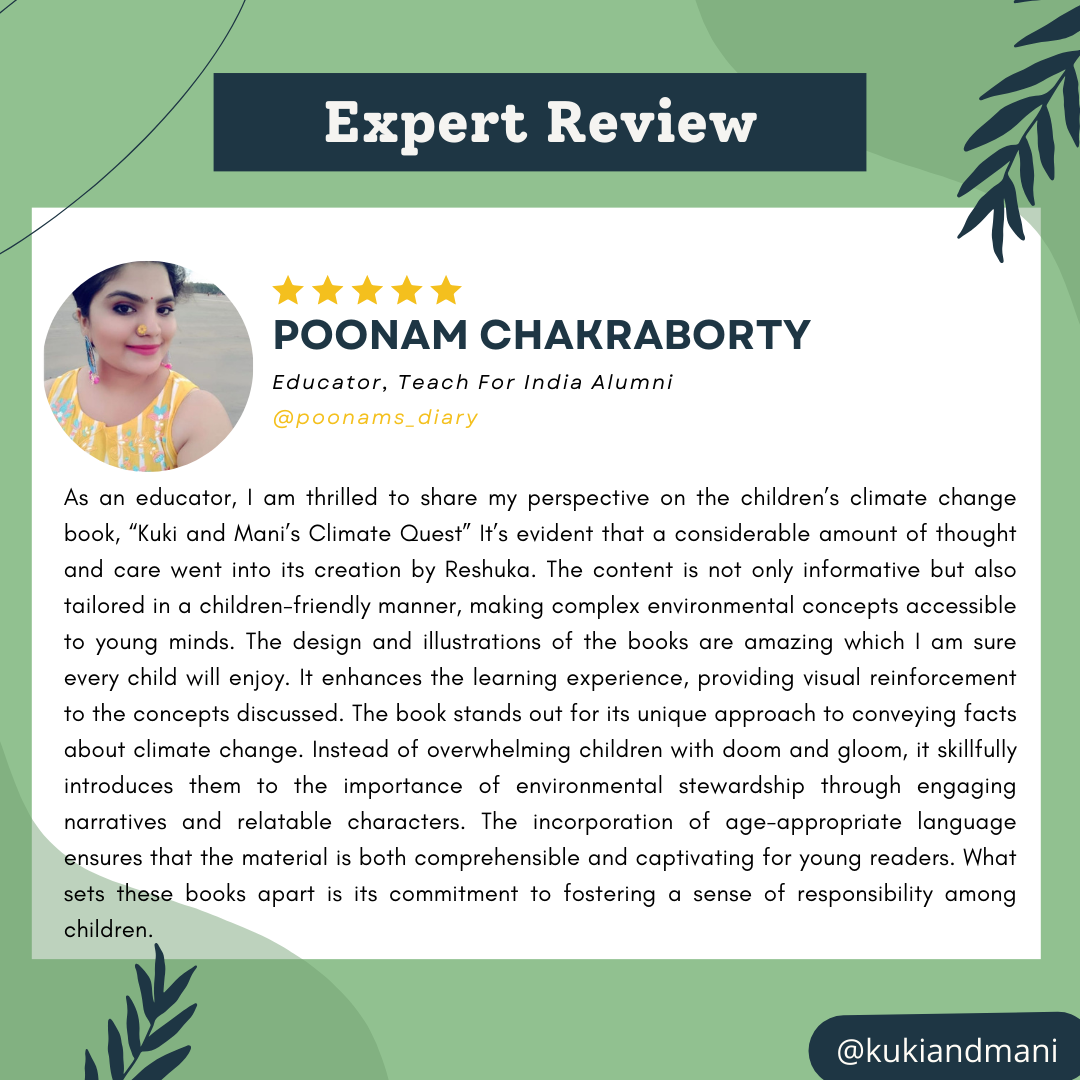 Expert Review
POONAM CHAKRABORTY
Educator, Teach For India Alumni
@poonams_diary
As an educator, I am thrilled to share my perspective on the children's climate change
book, “Kuki and Mani's Climate Quest” It's evident that a considerable amount of thought
and care went into its creation by Reshuka. The content is not only informative but also
tailored in a children-friendly manner, making complex environmental concepts accessible
to young minds. The design and illustrations of the books are amazing which I am sure
every child will enjoy. It enhances the learning experience, providing visual reinforcement
to the concepts discussed. The book stands out for its unique approach to conveying facts
about climate change. Instead of overwhelming children with doom and gloom, it skillfully
introduces them to the importance of environmental stewardship through engaging
narratives and relatable characters. The incorporation of age-appropriate language
ensures that the material is both comprehensible and captivating for young readers. What
sets these books apart is its commitment to fostering a sense of responsibility among
children.
@kukiandmani